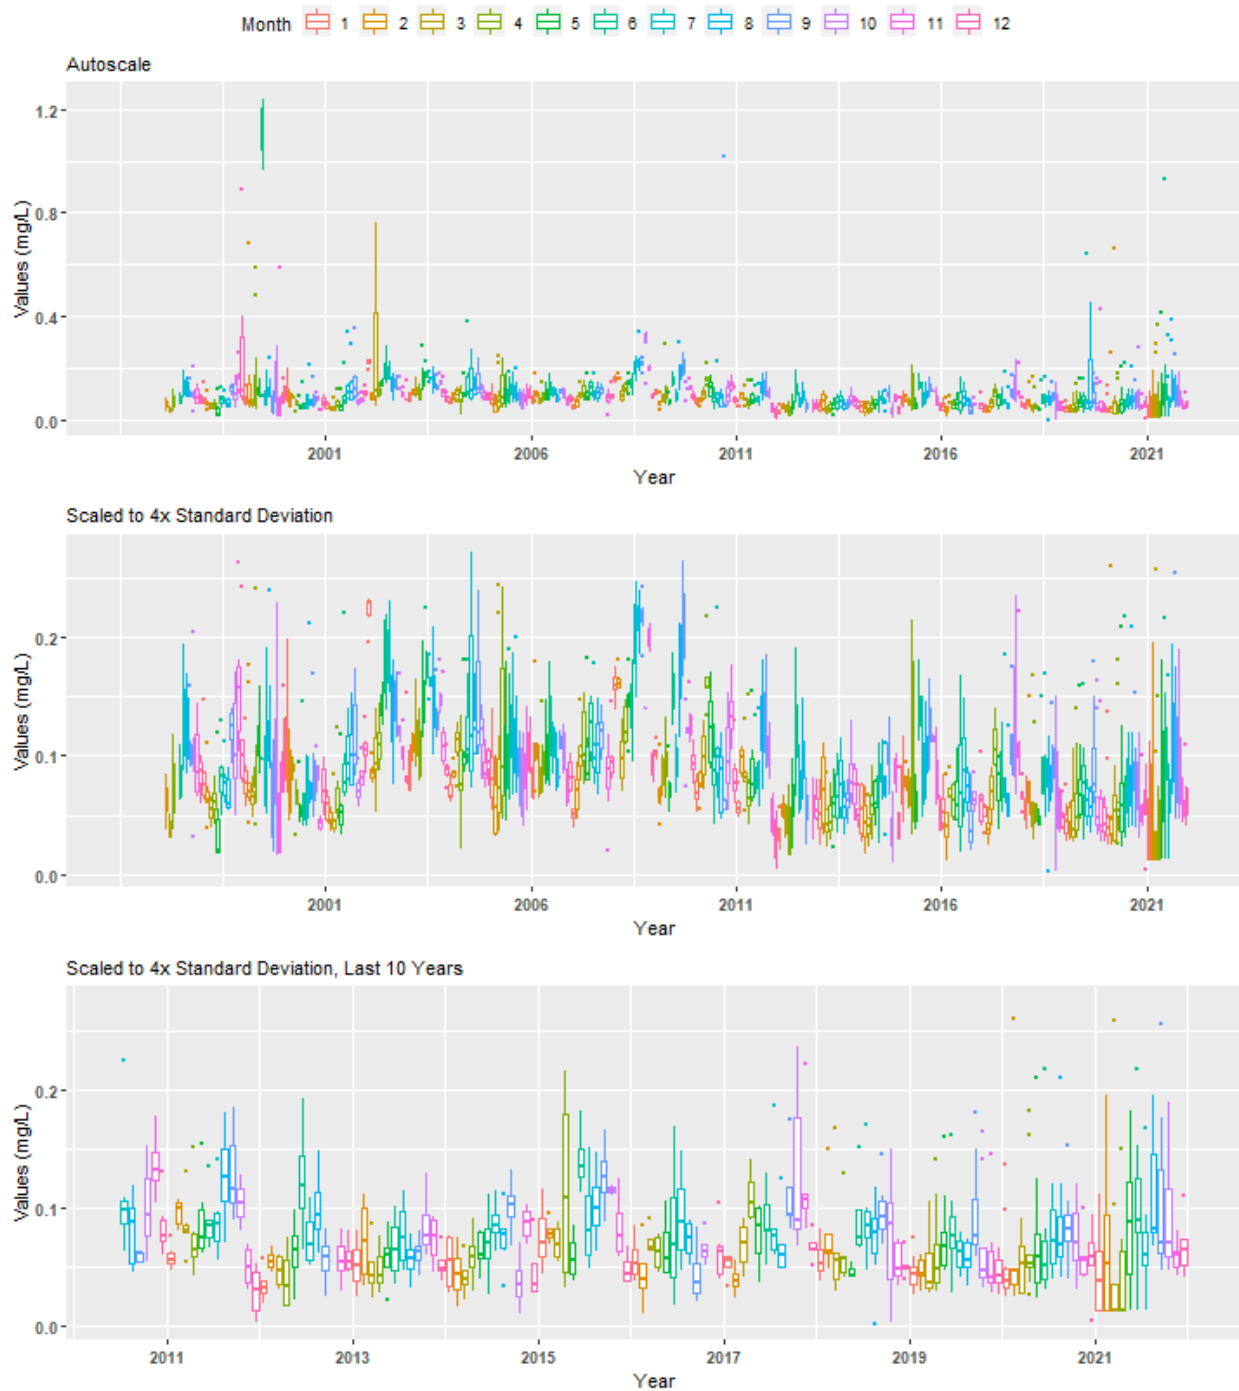 Month 1 2 3 4 5 6 7 8 9 10 11 12
Autoscale
Values (mg/L)
1.2
0.8
0.4
0.0
2001 2006 2011 2016 2021
Year
Scaled to 4x Standard Deviation
Values (mg/L)
0.2
0.1
0.0
2001 2006 2011 2016 2021
Year
Scaled to 4x Standard Deviation, Last 10 Years
Values (mg/L)
0.2
0.1
0.0
2011 2013 2015 2017 2019 2021
Year